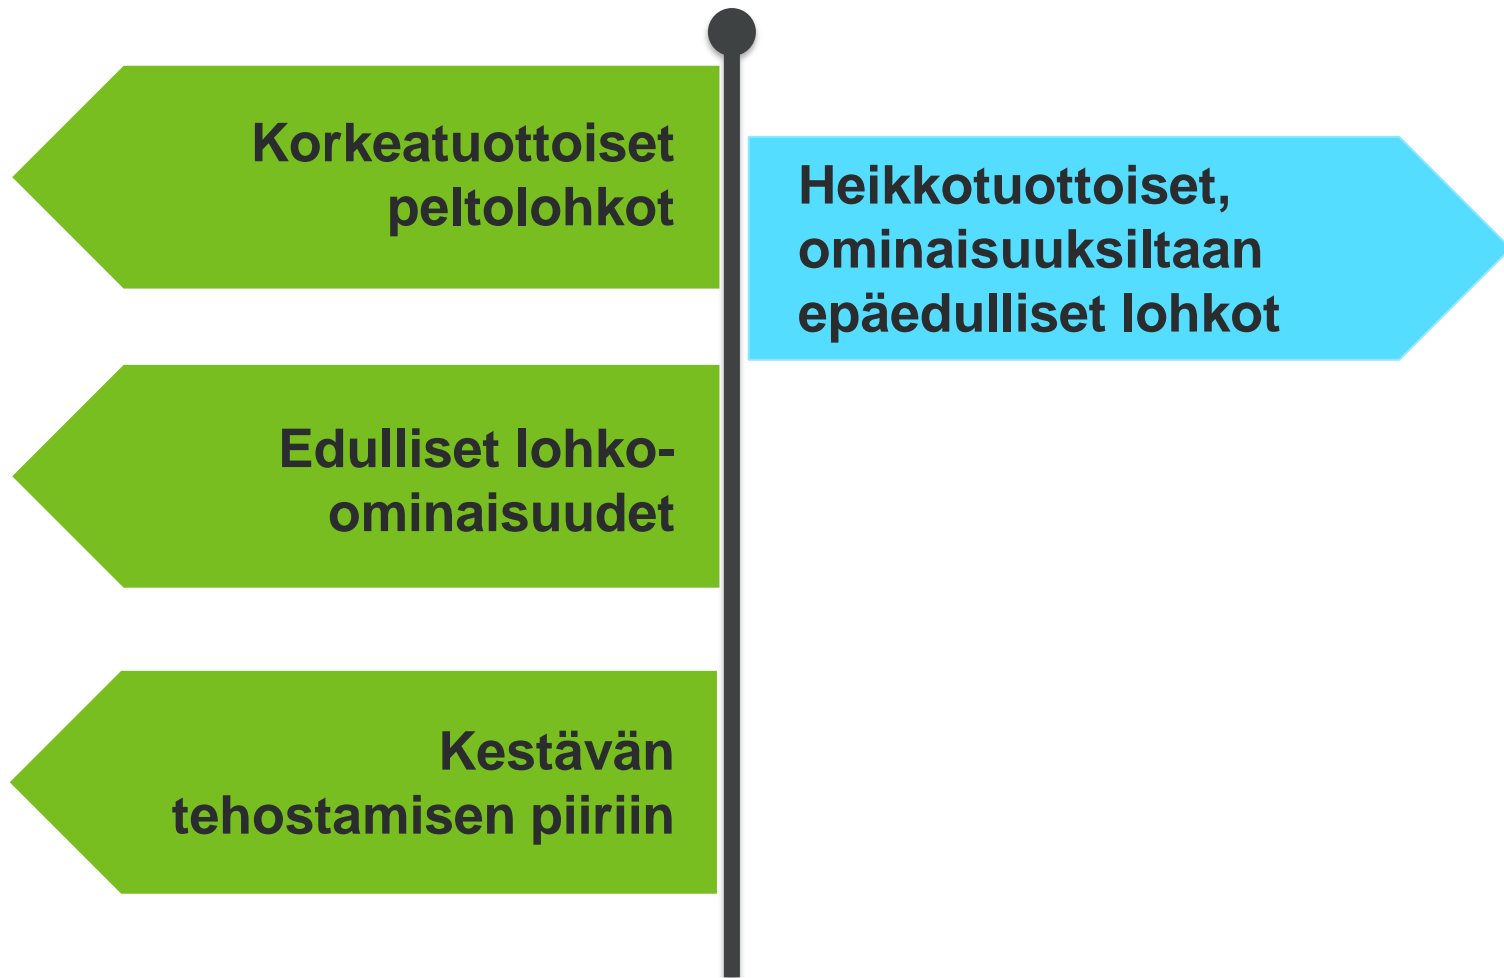 Korkeatuottoiset
peltolohkot
Heikkotuottoiset,
ominaisuuksiltaan
epäedulliset lohkot
Edulliset lohko-
ominaisuudet
Kestävän
tehostamisen piiriin